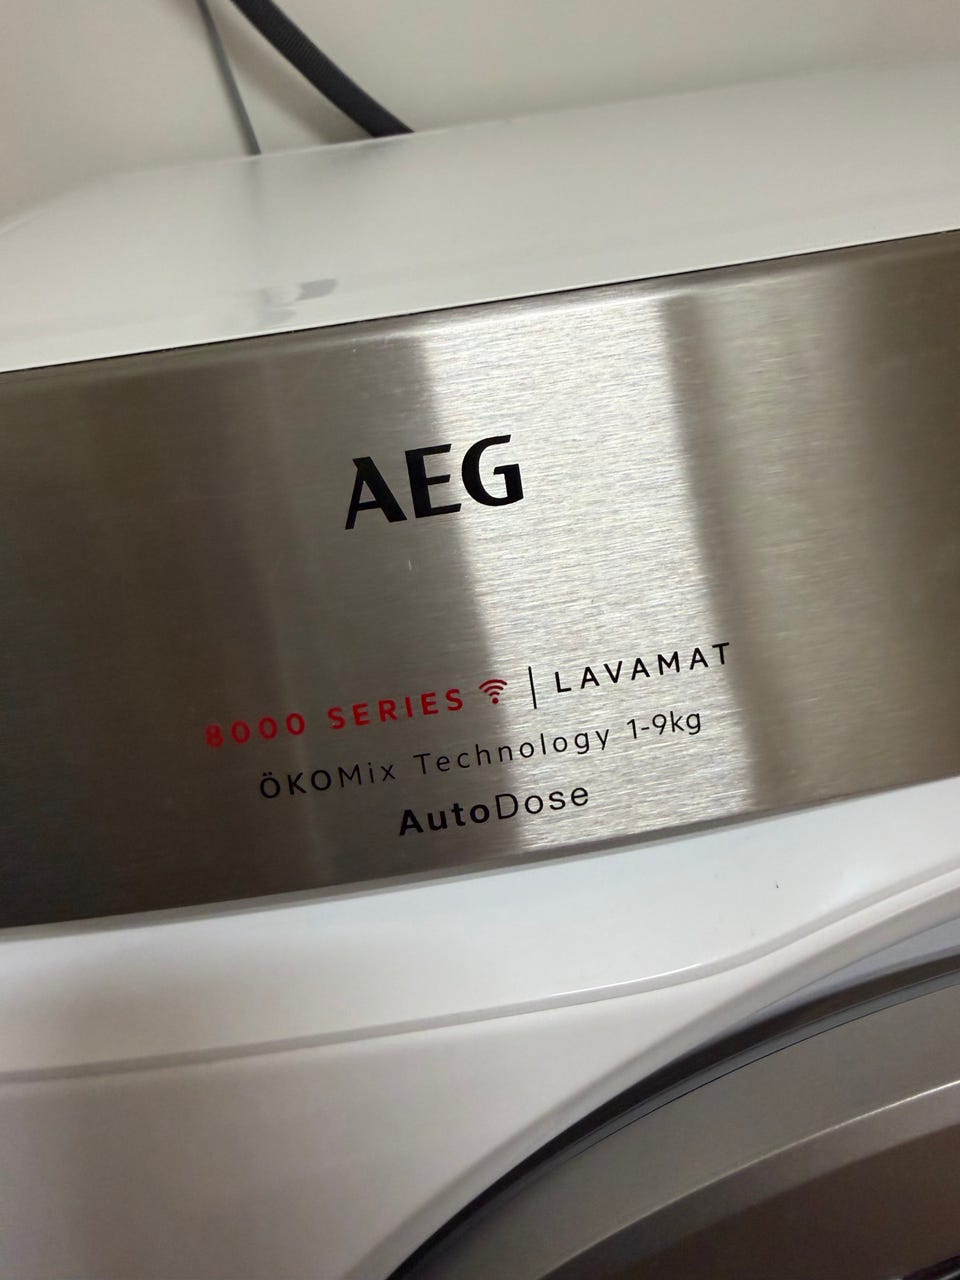 AEG
8000 SERIES | LAVAMAT
ÖKOMix Technology 1-9kg
AutoDose